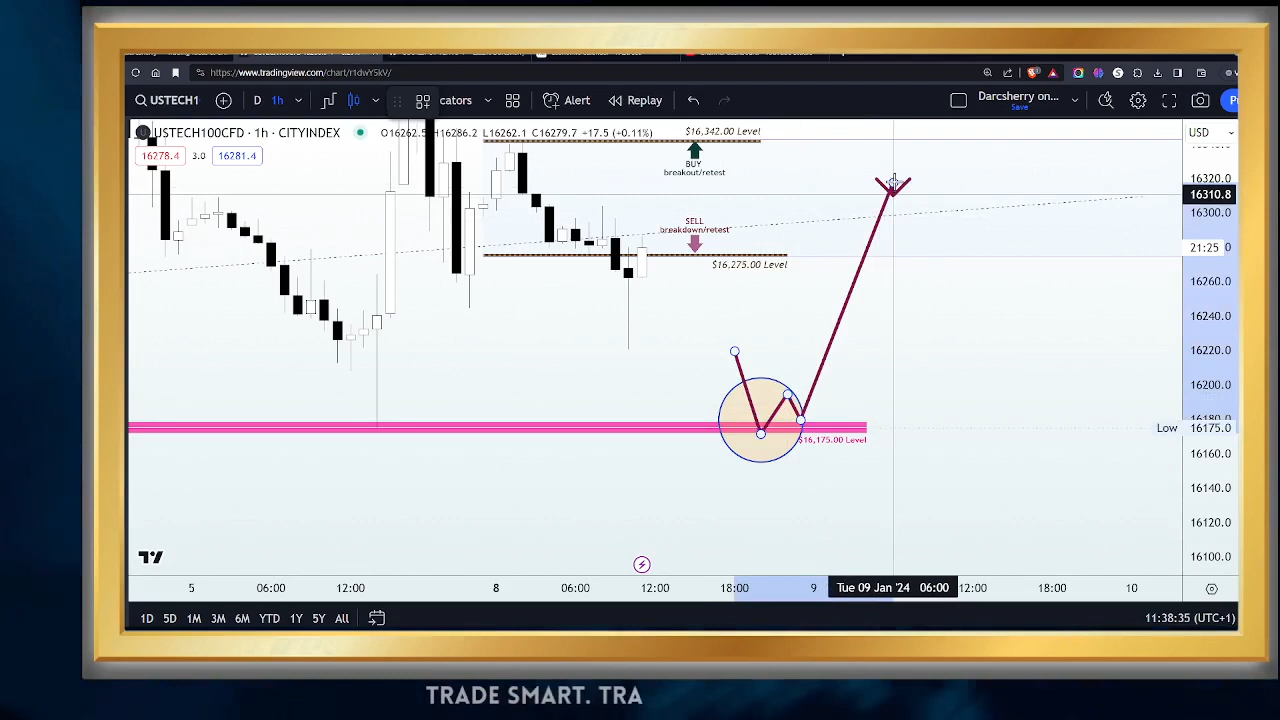 https://www.tradingview.com/chart/r1dwY5kV/
USTECH1
D 1h
cators
Alert
Replay
Darcsherry on...
Save
USTECH100CFD · 1h · CITYINDEX
O16262.5 H16286.2 L16262.1 C16279.7 +17.5 (+0.11%)
USD
16278.4 3.0 16281.4
$16,342.00 Level
BUY
breakout/retest
SELL
breakdown/retest
$16,275.00 Level
$16,175.00 Level
16320.0
16310.8
16300.0
21:25
16260.0
16240.0
16220.0
16200.0
16180.0
Low 16175.0
16160.0
16140.0
16120.0
16100.0
5 06:00 12:00 8 06:00 12:00 18:00 9 Tue 09 Jan '24 06:00 12:00 18:00 10
1D 5D 1M 3M 6M YTD 1Y 5Y All
11:38:35 (UTC+1)
TRADE SMART. TRA